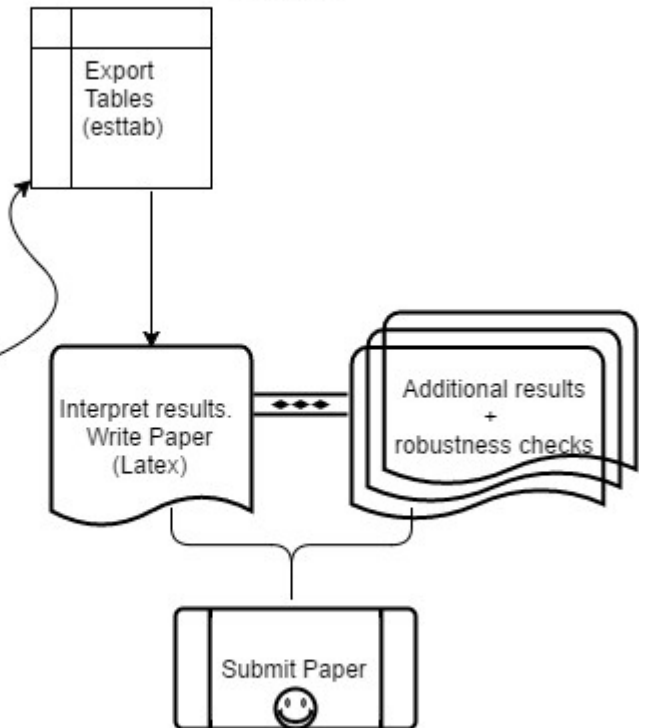 Export
Tables
(esttab)
Interpret results.
Write Paper
(Latex)
Additional results
+
robustness checks
Submit Paper